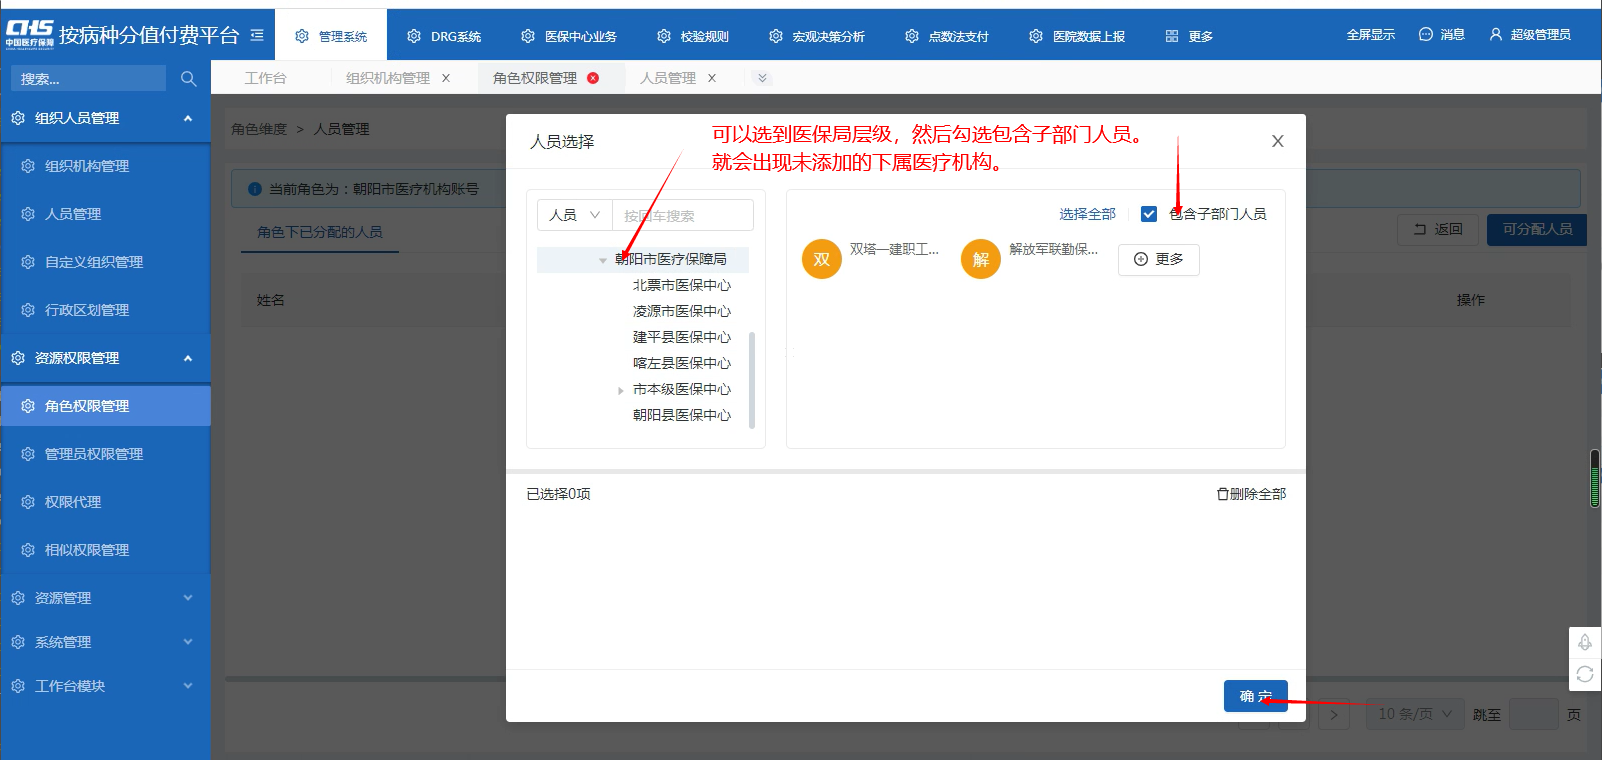 CHS
中国医疗保障
CHINA HEALTHCARE SECURITY
按病种分值付费平台
管理系统
DRG系统
医保中心业务
校验规则
宏观决策分析
点数法支付
医院数据上报
更多
全屏显示
消息
超级管理员
搜索...
工作台
组织机构管理
角色权限管理
人员管理
组织人员管理
组织机构管理
人员管理
自定义组织管理
行政区划管理
资源权限管理
角色权限管理
管理员权限管理
权限代理
相似权限管理
资源管理
系统管理
工作台模块
角色维度 > 人员管理
当前角色为：朝阳市医疗机构账号
角色下已分配的人员
返回
可分配人员
姓名
操作
人员选择
可以选到医保局层级，然后勾选包含子部门人员。
就会出现未添加的下属医疗机构。
人员
按回车搜索
朝阳市医疗保障局
北票市医保中心
凌源市医保中心
建平县医保中心
喀左县医保中心
市本级医保中心
朝阳县医保中心
选择全部
包含子部门人员
双
双塔一建职工...
解
解放军联勤保...
更多
已选择0项
删除全部
确 定
10 条/页
跳至
页